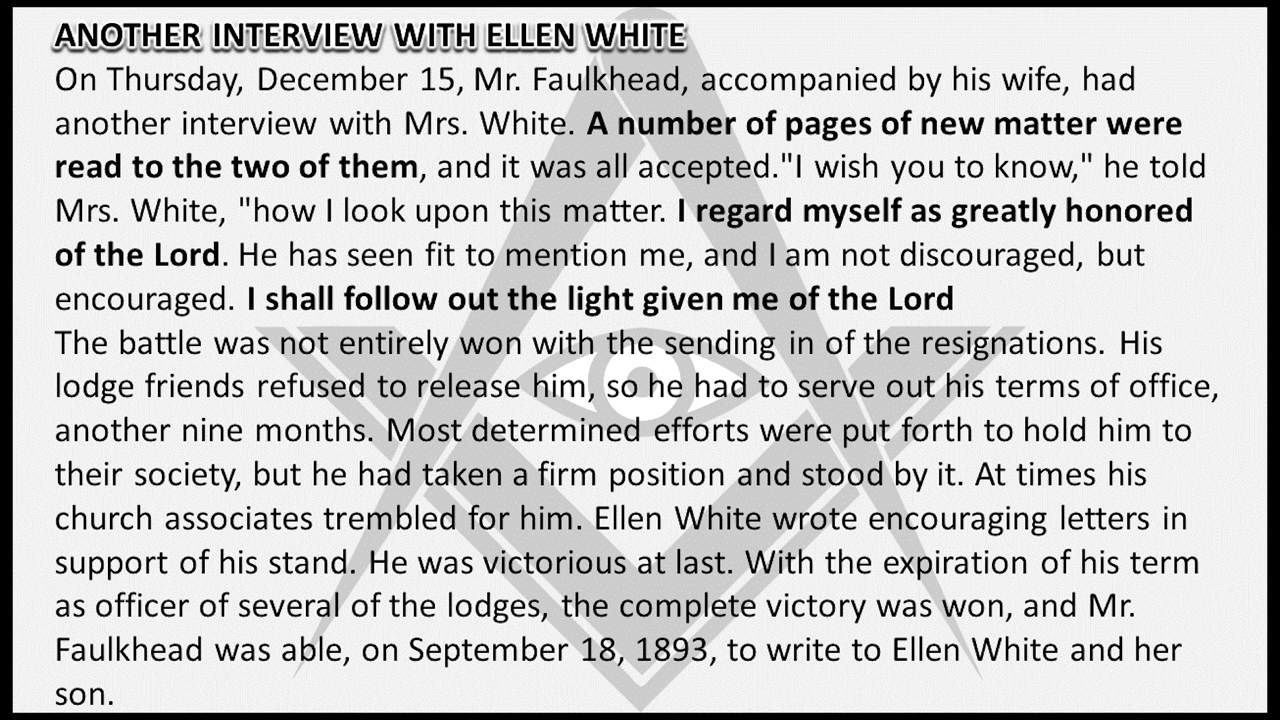 ANOTHER INTERVIEW WITH ELLEN WHITE
On Thursday, December 15, Mr. Faulkhead, accompanied by his wife, had
another interview with Mrs. White. A number of pages of new matter were
read to the two of them, and it was all accepted."I wish you to know," he told
Mrs. White, "how I look upon this matter. I regard myself as greatly honored
of the Lord. He has seen fit to mention me, and I am not discouraged, but
encouraged. I shall follow out the light given me of the Lord
The battle was not entirely won with the sending in of the resignations. His
lodge friends refused to release him, so he had to serve out his terms of office,
another nine months. Most determined efforts were put forth to hold him to
their society, but he had taken a firm position and stood by it. At times his
church associates trembled for him. Ellen White wrote encouraging letters in
support of his stand. He was victorious at last. With the expiration of his term
as officer of several of the lodges, the complete victory was won, and Mr.
Faulkhead was able, on September 18, 1893, to write to Ellen White and her
son.